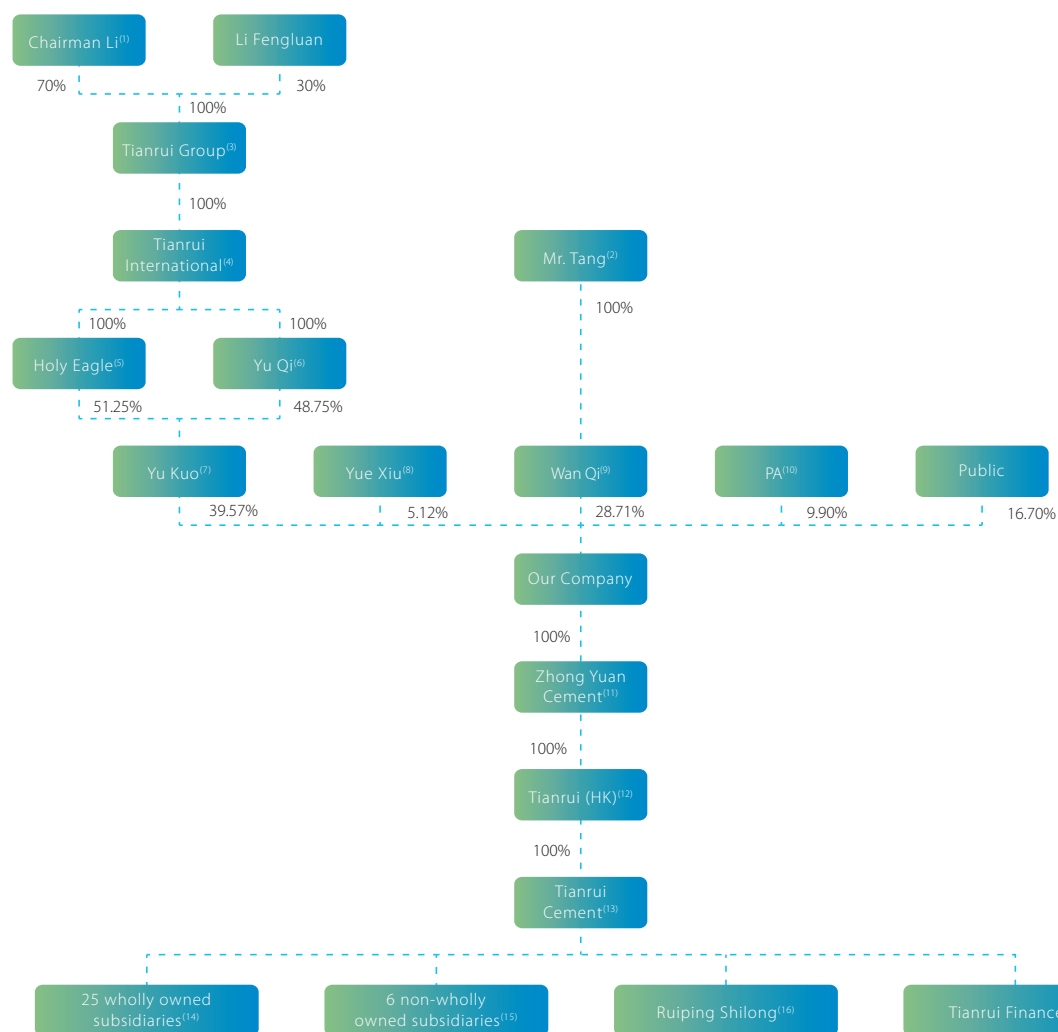 Chairman Li(1)
Li Fengluan
70%
30%
100%
Tianrui Group(3)
100%
Tianrui
International(4)
Mr. Tang(2)
100%
100%
100%
Holy Eagle(5)
Yu Qi(6)
51.25%
48.75%
Yu Kuo(7)
Yue Xiu(8)
Wan Qi(9)
PA(10)
Public
39.57%
5.12%
28.71%
9.90%
16.70%
Our Company
100%
Zhong Yuan
Cement(11)
100%
Tianrui (HK)(12)
100%
Tianrui
Cement(13)
25 wholly owned
subsidiaries(14)
6 non-wholly
owned subsidiaries(15)
Ruiping Shilong(16)
Tianrui Finance